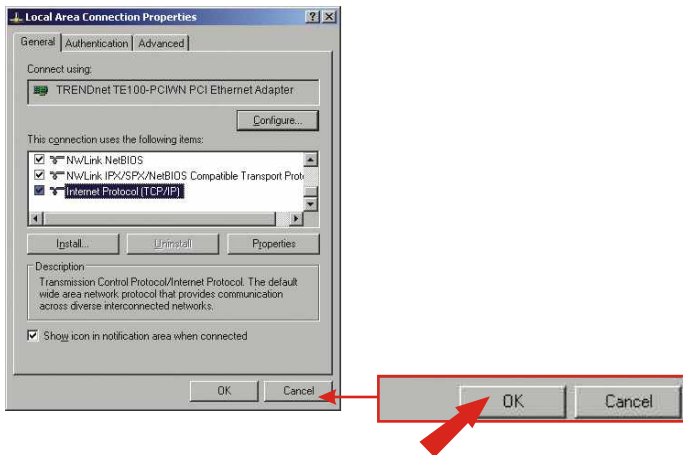 Local Area Connection Properties
General Authentication Advanced
Connect using:
TRENDnet TE100-PCIWN PCI Ethernet Adapter
Configure...
This connection uses the following items:
NWLink NetBIOS
NWLink IPX/SPX/NetBIOS Compatible Transport Proto
Internet Protocol (TCP/IP)
Install... Uninstall Properties
Description
Transmission Control Protocol/Internet Protocol. The default
wide area network protocol that provides communication
across diverse interconnected networks.
Show icon in notification area when connected
OK Cancel
OK Cancel